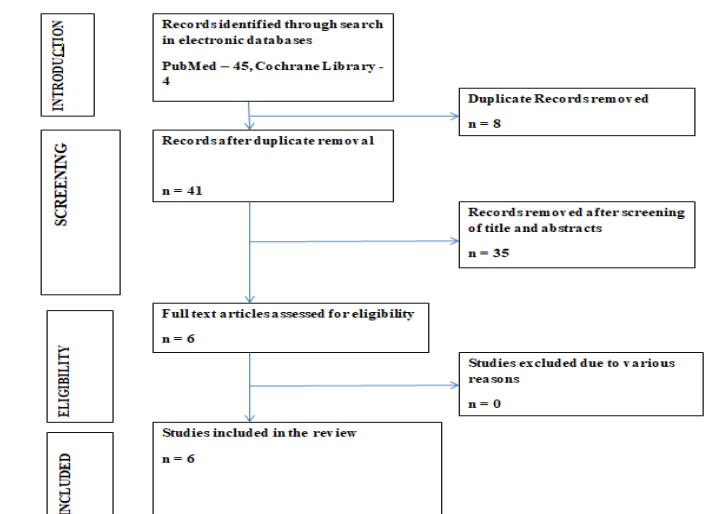 INTRODUCTION
Records identified through search
in electronic databases
PubMed – 45, Cochrane Library -
4
Duplicate Records removed
n = 8
SCREENING
Records after duplicate removal
n = 41
Records removed after screening
of title and abstracts
n = 35
Full text articles assessed for eligibility
n = 6
ELIGIBILITY
Studies excluded due to various
reasons
n = 0
INCLUDED
Studies included in the review
n = 6